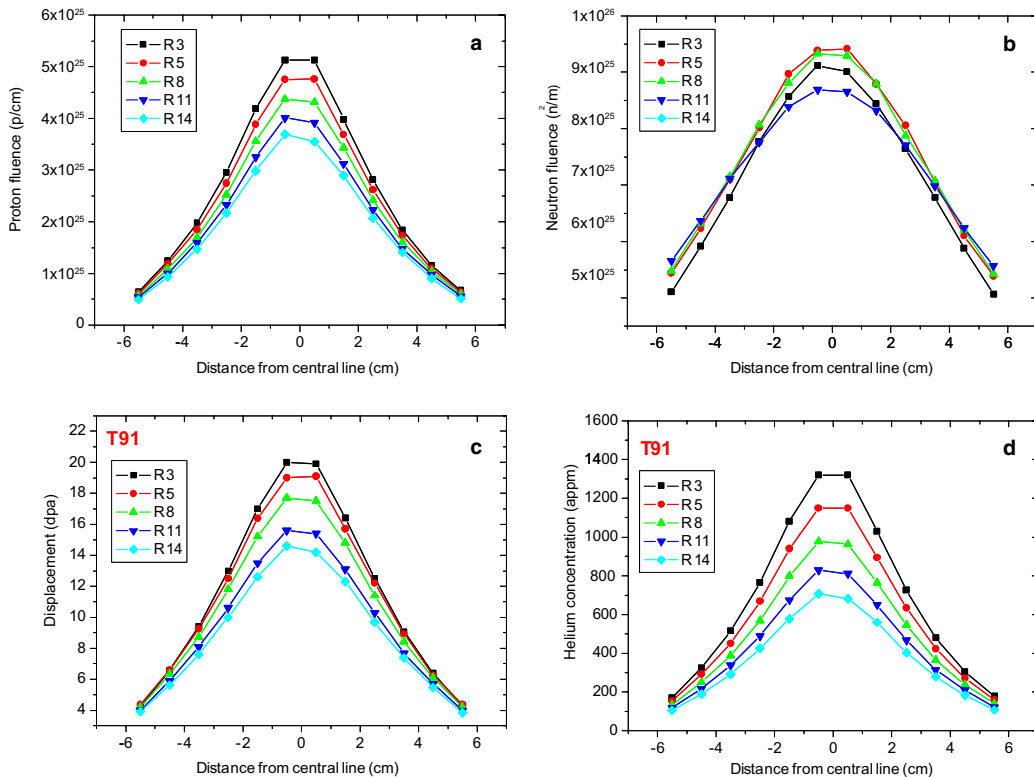 a
R3
R5
R8
R11
R14
6x10²⁵
5x10²⁵
4x10²⁵
3x10²⁵
2x10²⁵
1x10²⁵
0
-6 -4 -2 0 2 4 6
Proton fluence (p/cm)
Distance from central line (cm)
b
R3
R5
R8
R11
R14
1x10²⁶
9x10²⁵
8x10²⁵
7x10²⁵
6x10²⁵
5x10²⁵
-6 -4 -2 0 2 4 6
Neutron fluence (n/m²)
Distance from central line (cm)
T91
c
R3
R5
R8
R11
R14
22
20
18
16
14
12
10
8
6
4
-6 -4 -2 0 2 4 6
Displacement (dpa)
Distance from central line (cm)
T91
d
R3
R5
R8
R11
R14
1600
1400
1200
1000
800
600
400
200
0
-6 -4 -2 0 2 4 6
Helium concentration (appm)
Distance from central line (cm)